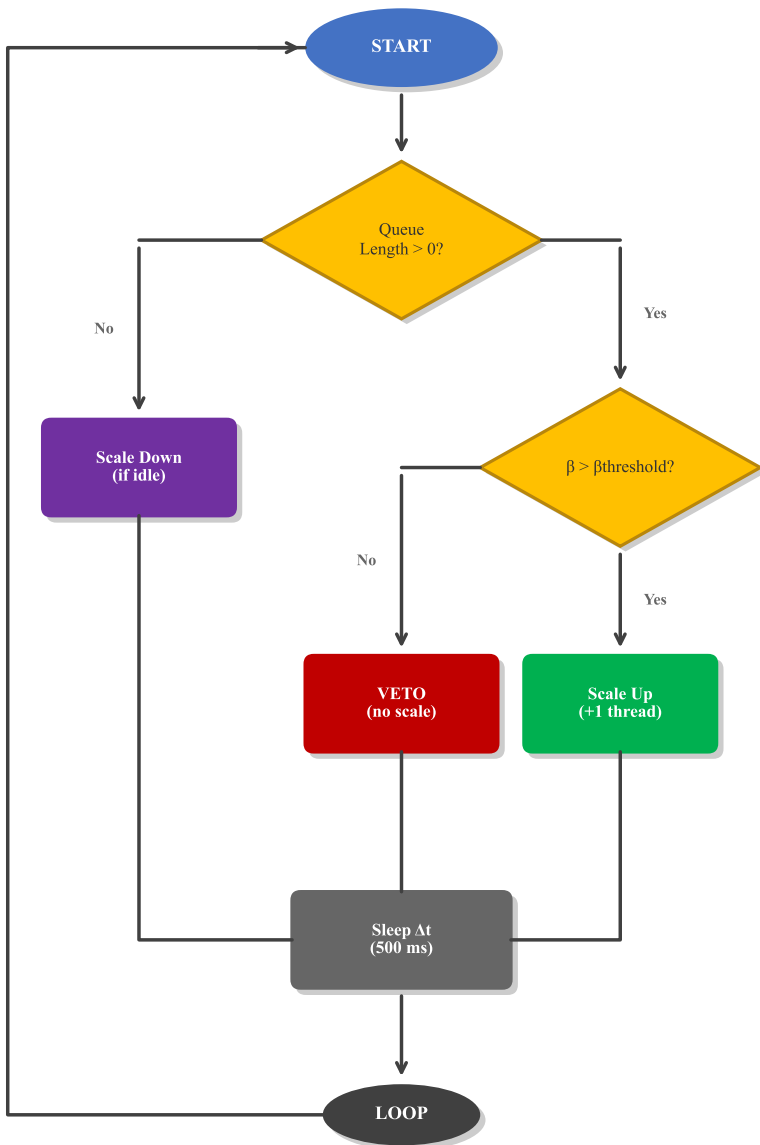 START
Queue
Length > 0?
No
Yes
Scale Down
(if idle)
β > βthreshold?
No
Yes
VETO
(no scale)
Scale Up
(+1 thread)
Sleep Δt
(500 ms)
LOOP